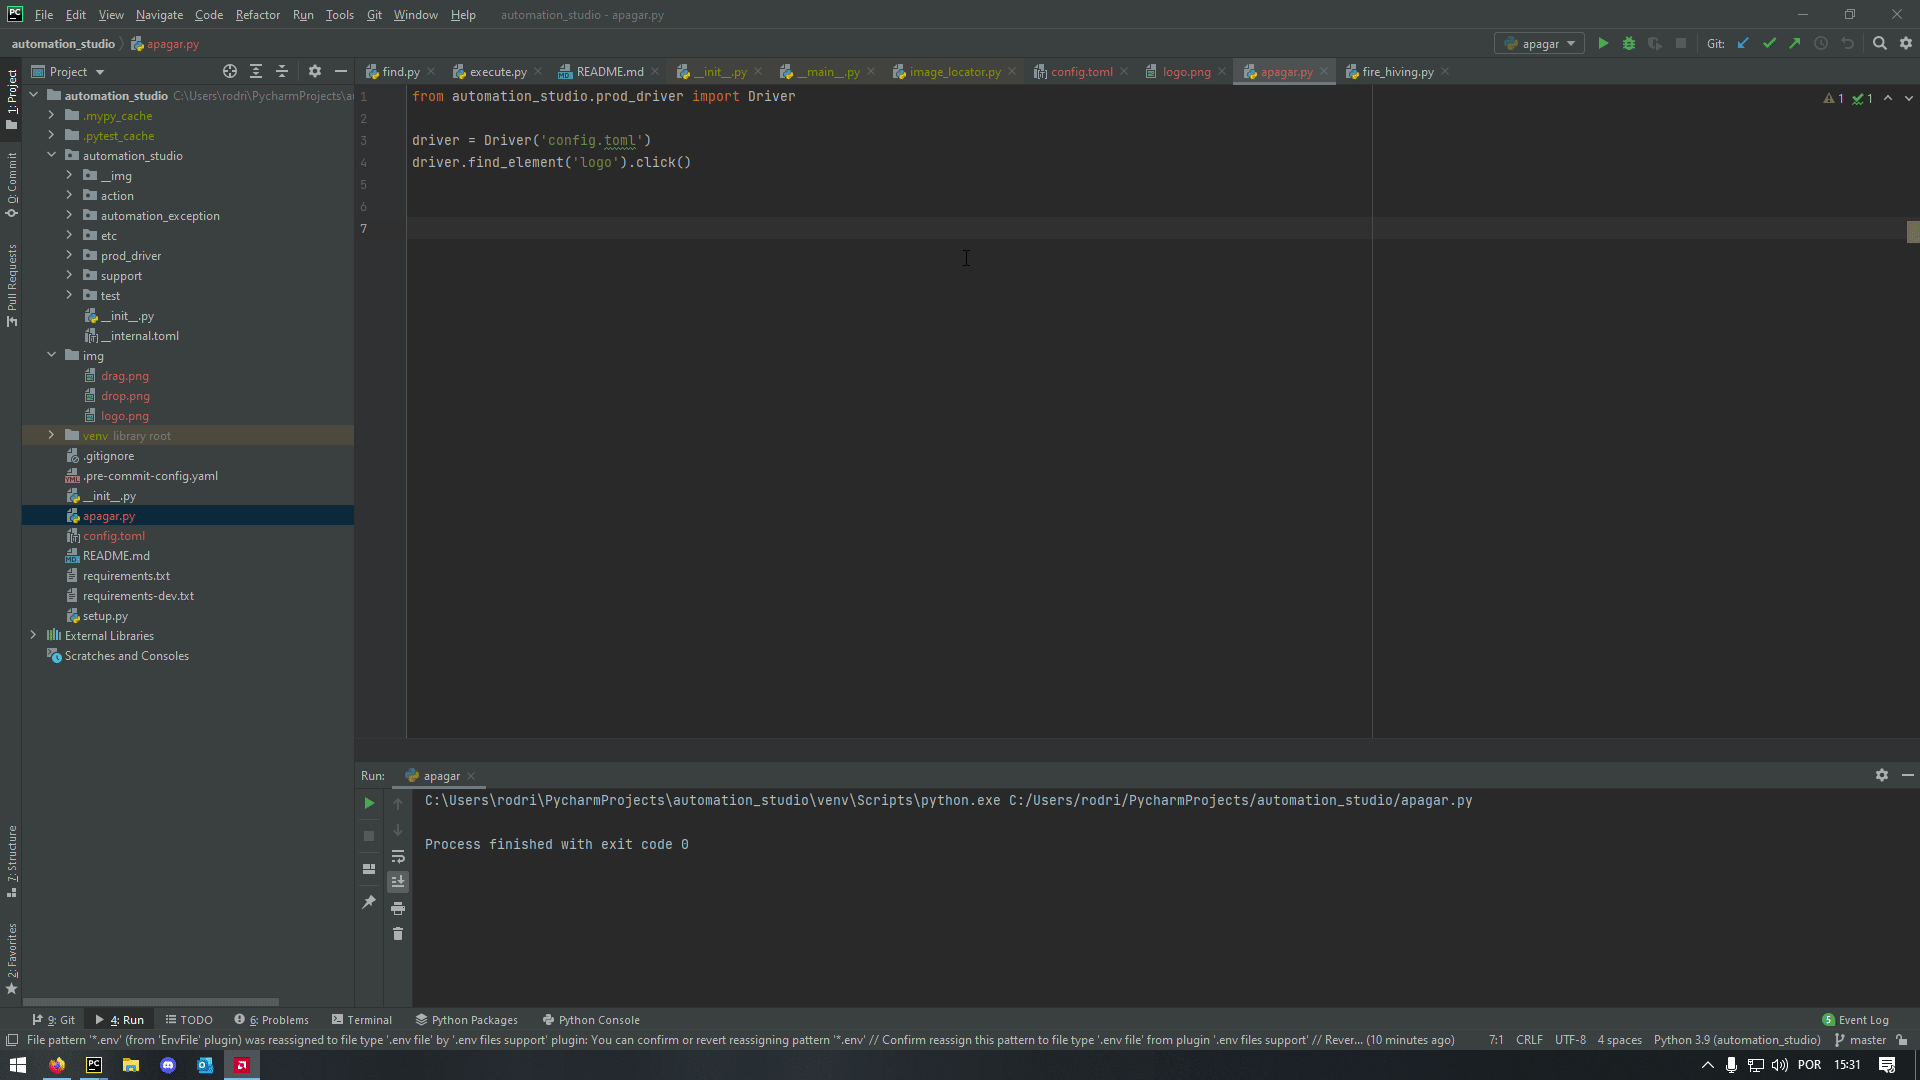 File Edit View Navigate Code Refactor Run Tools Git Window Help automation_studio - apagar.py
automation_studio apagar.py
apagar
Git:
Project
find.py execute.py README.md __init__.py __main__.py image_locator.py config.toml logo.png apagar.py fire_hiving.py
1: Project
0: Commit
Pull Requests
7: Structure
2: Favorites
automation_studio C:\Users\rodri\PycharmProjects\a
.mypy_cache
.pytest_cache
automation_studio
__img
action
automation_exception
etc
prod_driver
support
test
__init__.py
__internal.toml
img
drag.png
drop.png
logo.png
venv library root
.gitignore
.pre-commit-config.yaml
__init__.py
apagar.py
config.toml
README.md
requirements.txt
requirements-dev.txt
setup.py
External Libraries
Scratches and Consoles
1 from automation_studio.prod_driver import Driver
2
3 driver = Driver('config.toml')
4 driver.find_element('logo').click()
5
6
7
1 1
Run: apagar
C:\Users\rodri\PycharmProjects\automation_studio\venv\Scripts\python.exe C:/Users/rodri/PycharmProjects/automation_studio/apagar.py
Process finished with exit code 0
9: Git 4: Run TODO 6: Problems Terminal Python Packages Python Console 5 Event Log
File pattern '*.env' (from 'EnvFile' plugin) was reassigned to file type '.env file' by '.env files support' plugin: You can confirm or revert reassigning pattern '*.env' // Confirm reassign this pattern to file type '.env file' from plugin '.env files support' // Rever... (10 minutes ago) 7:1 CRLF UTF-8 4 spaces Python 3.9 (automation_studio) master
POR 15:31